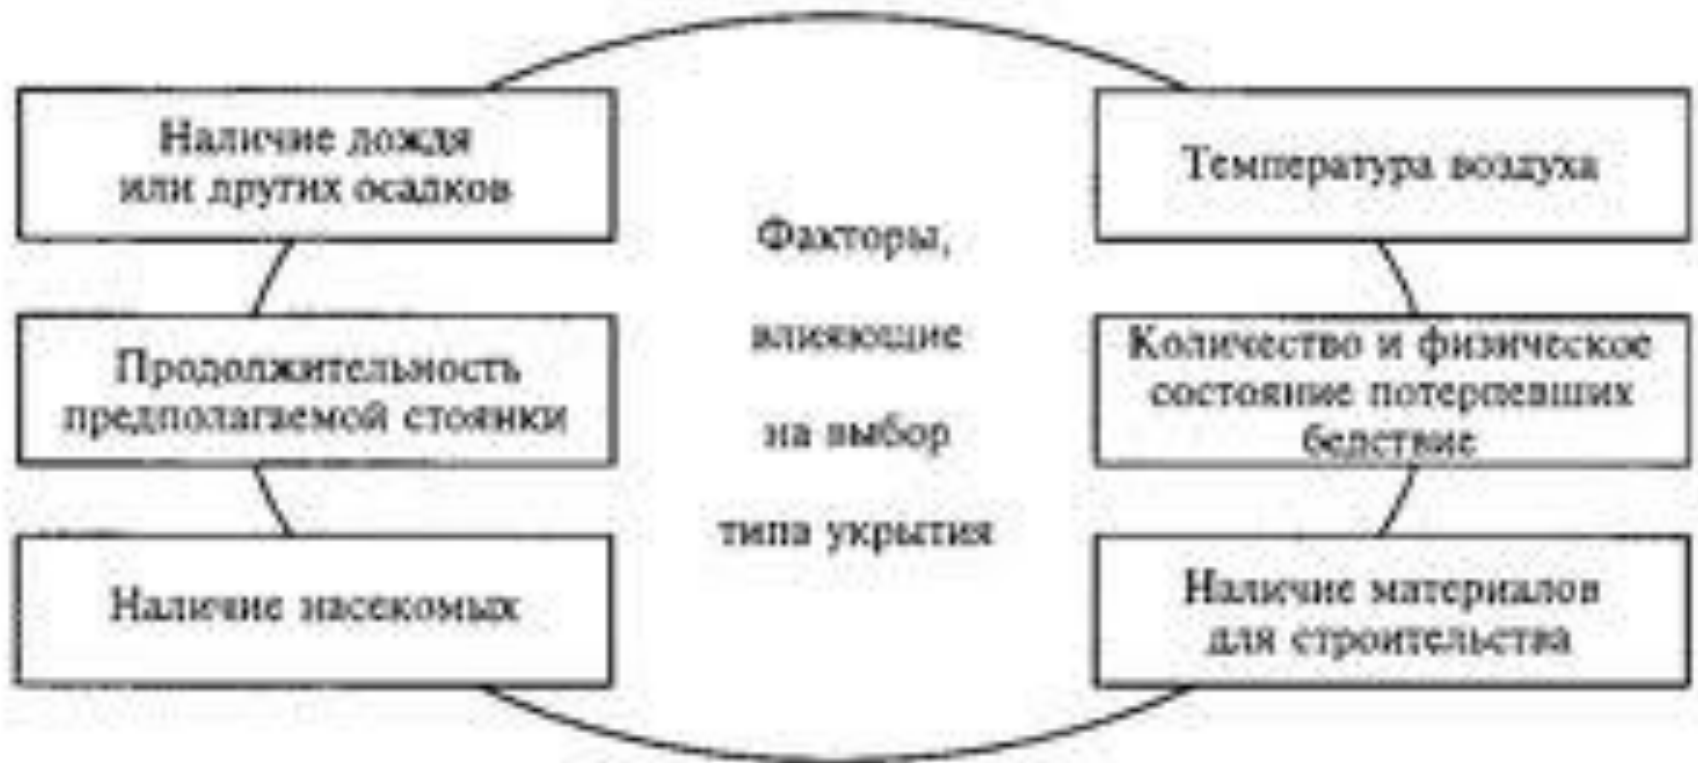 Наличие дождя
или других осадков
Продолжительность
предполагаемой стоянки
Наличие насекомых
Факторы,
влияющие
на выбор
типа укрытия
Температура воздуха
Количество и физическое
состояние потерпевших
бедствие
Наличие материалов
для строительства